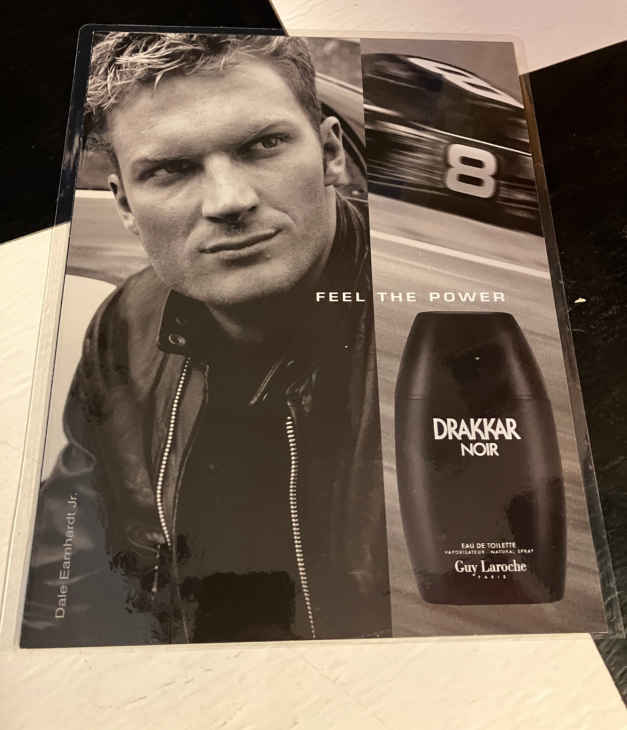 8
FEEL THE POWER
DRAKKAR
NOIR
EAU DE TOILETTE
VAPORISATEUR NATURAL SPRAY
Guy Laroche
PARIS
Dale Earnhardt Jr.